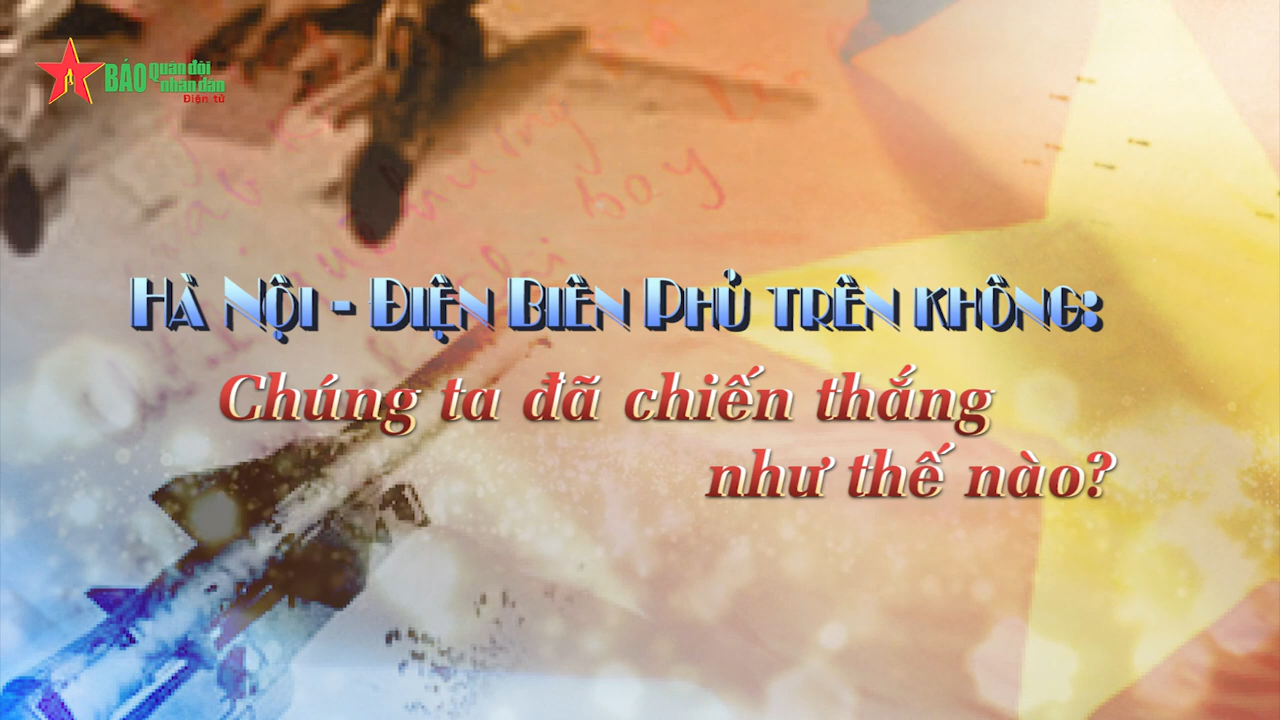 BÁO Quân đội
nhân dân
Điện tử
HÀ NỘI - ĐIỆN BIÊN PHỦ TRÊN KHÔNG:
Chúng ta đã chiến thắng
như thế nào?
boy